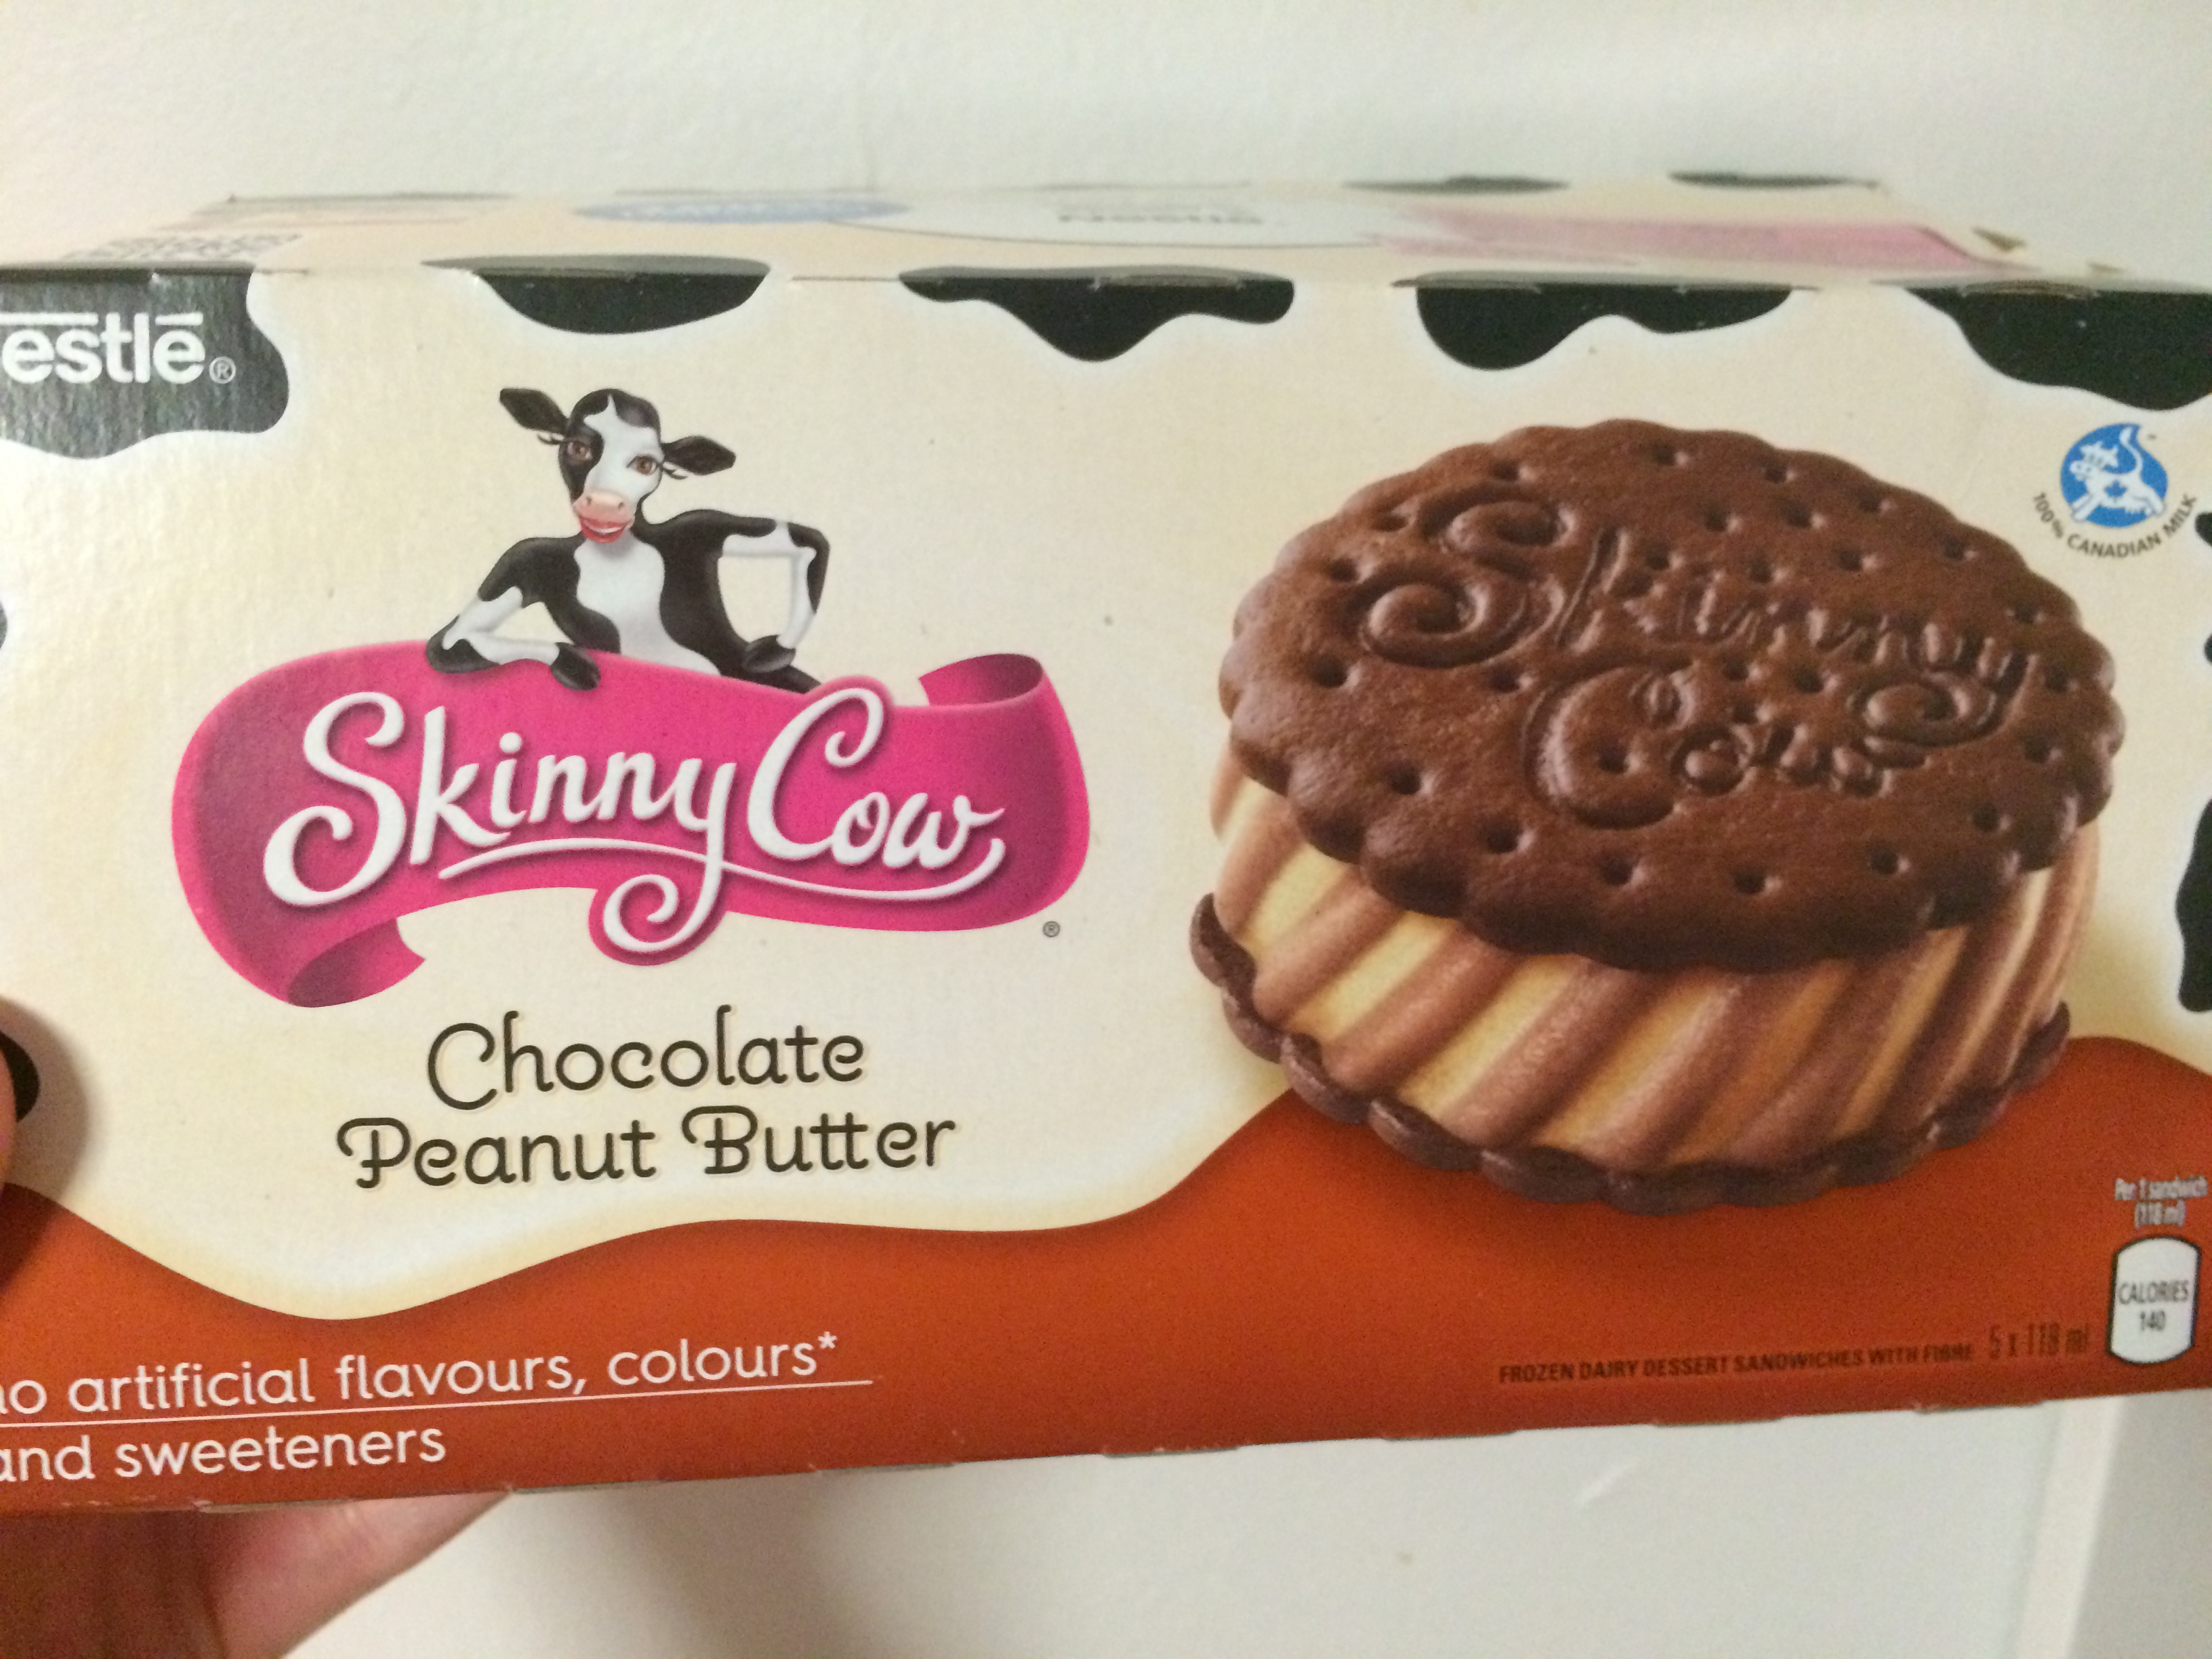 estlē®
Skinny Cow
®
Chocolate
Peanut Butter
Skinny
Cow
100% CANADIAN MILK
Per 1 sandwich
(118 ml)
CALORIES
140
FROZEN DAIRY DESSERT SANDWICHES WITH FIBRE 5 x 118 ml
no artificial flavours, colours*
and sweeteners